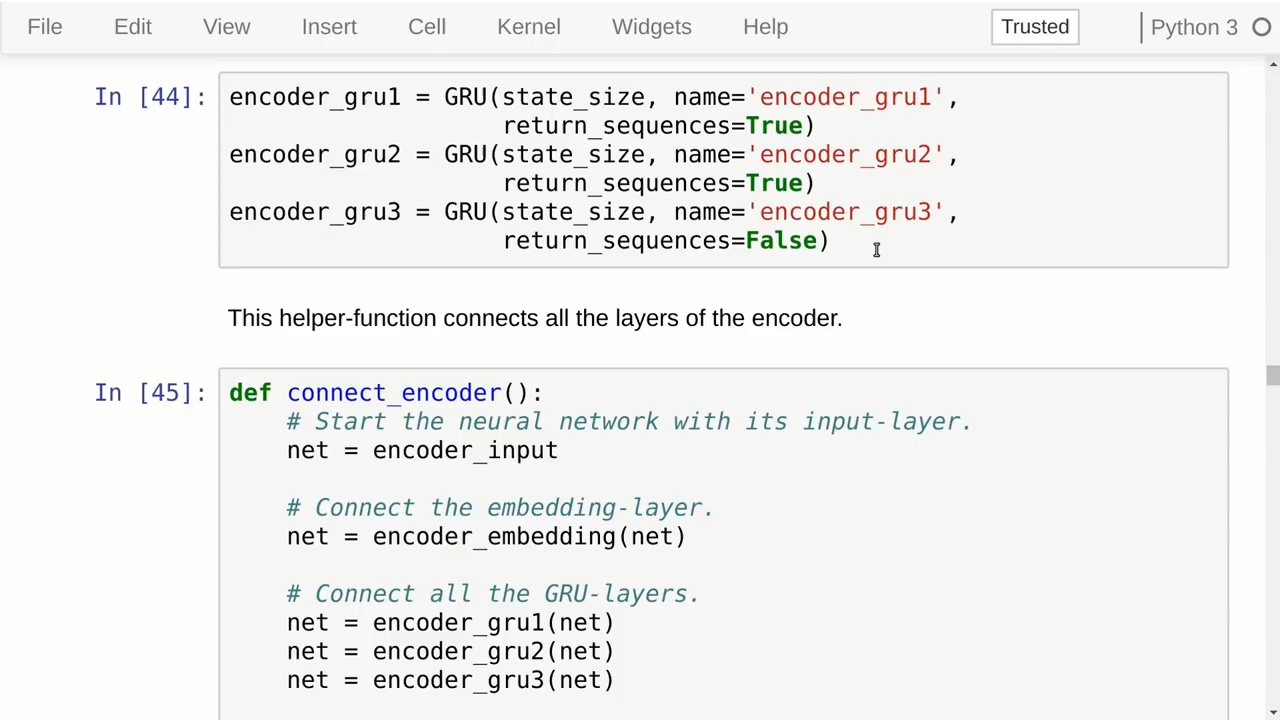 File Edit View Insert Cell Kernel Widgets Help Trusted Python 3
In [44]: encoder_gru1 = GRU(state_size, name='encoder_gru1',
return_sequences=True)
encoder_gru2 = GRU(state_size, name='encoder_gru2',
return_sequences=True)
encoder_gru3 = GRU(state_size, name='encoder_gru3',
return_sequences=False)
This helper-function connects all the layers of the encoder.
In [45]: def connect_encoder():
# Start the neural network with its input-layer.
net = encoder_input
# Connect the embedding-layer.
net = encoder_embedding(net)
# Connect all the GRU-layers.
net = encoder_gru1(net)
net = encoder_gru2(net)
net = encoder_gru3(net)